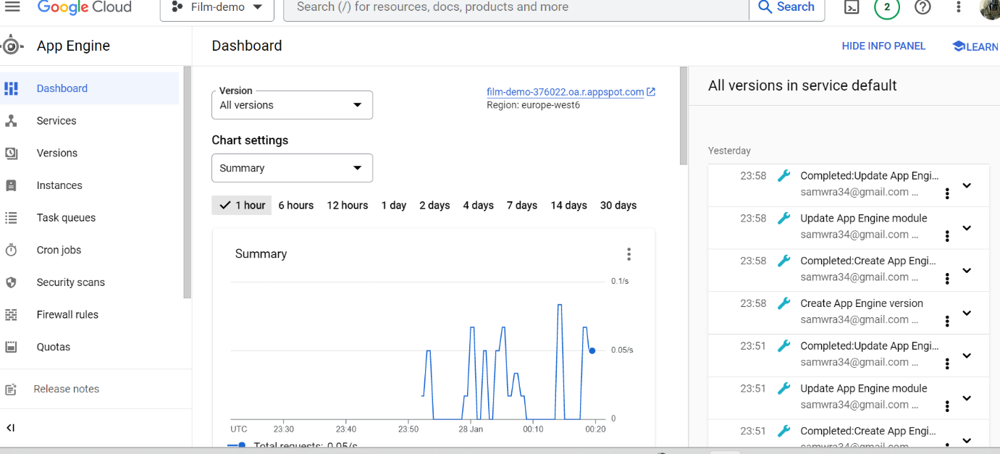 Google Cloud
Film-demo
Search (/) for resources, docs, products and more
Search
2
App Engine
Dashboard
HIDE INFO PANEL
LEARN
Dashboard
Services
Versions
Instances
Task queues
Cron jobs
Security scans
Firewall rules
Quotas
Release notes
Version
All versions
film-demo-376022.oa.r.appspot.com
Region: europe-west6
Chart settings
Summary
1 hour 6 hours 12 hours 1 day 2 days 4 days 7 days 14 days 30 days
Summary
0.1/s
0.05/s
0
UTC 23:30 23:40 23:50 28 Jan 00:10 00:20
Total requests: 0.05/s
All versions in service default
Yesterday
23:58 Completed:Update App Engi...
samwra34@gmail.com ...
23:58 Update App Engine module
samwra34@gmail.com ...
23:58 Completed:Create App Engi...
samwra34@gmail.com ...
23:58 Create App Engine version
samwra34@gmail.com ...
23:51 Completed:Update App Engi...
samwra34@gmail.com ...
23:51 Update App Engine module
samwra34@gmail.com ...
23:51 Completed:Create App Engi...
samwra34@gmail.com ...